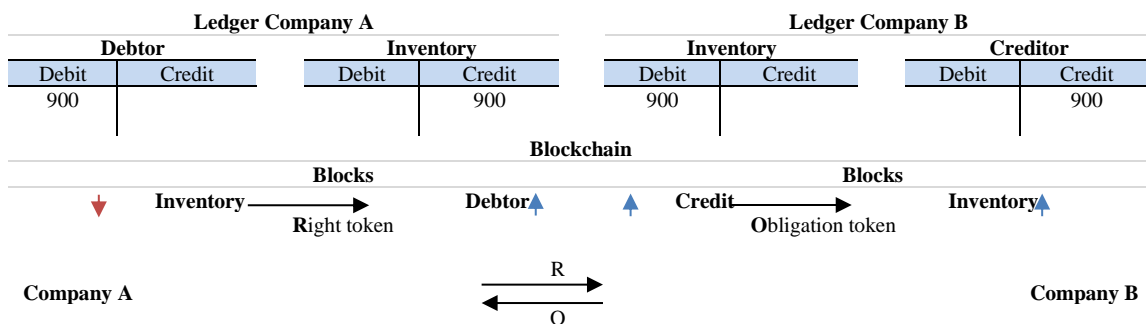 Ledger Company A Ledger Company B
Debtor Inventory Inventory Creditor
Debit Credit Debit Credit Debit Credit Debit Credit
900 900 900 900
Blockchain
Blocks Blocks
Inventory Debtor Credit Inventory
Right token Obligation token
R
Company A Company B
O